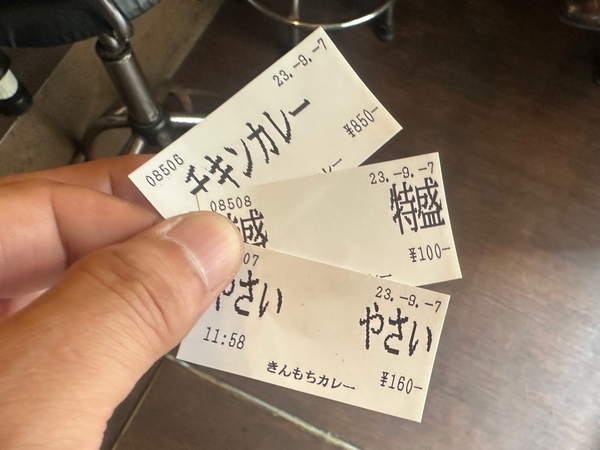 23.-9.-7
08506
チキンカレー
¥850-
23.-9.-7
08508
特盛
¥100-
23.-9.-7
やさい
やさい
11:58
きんもちカレー
¥160-